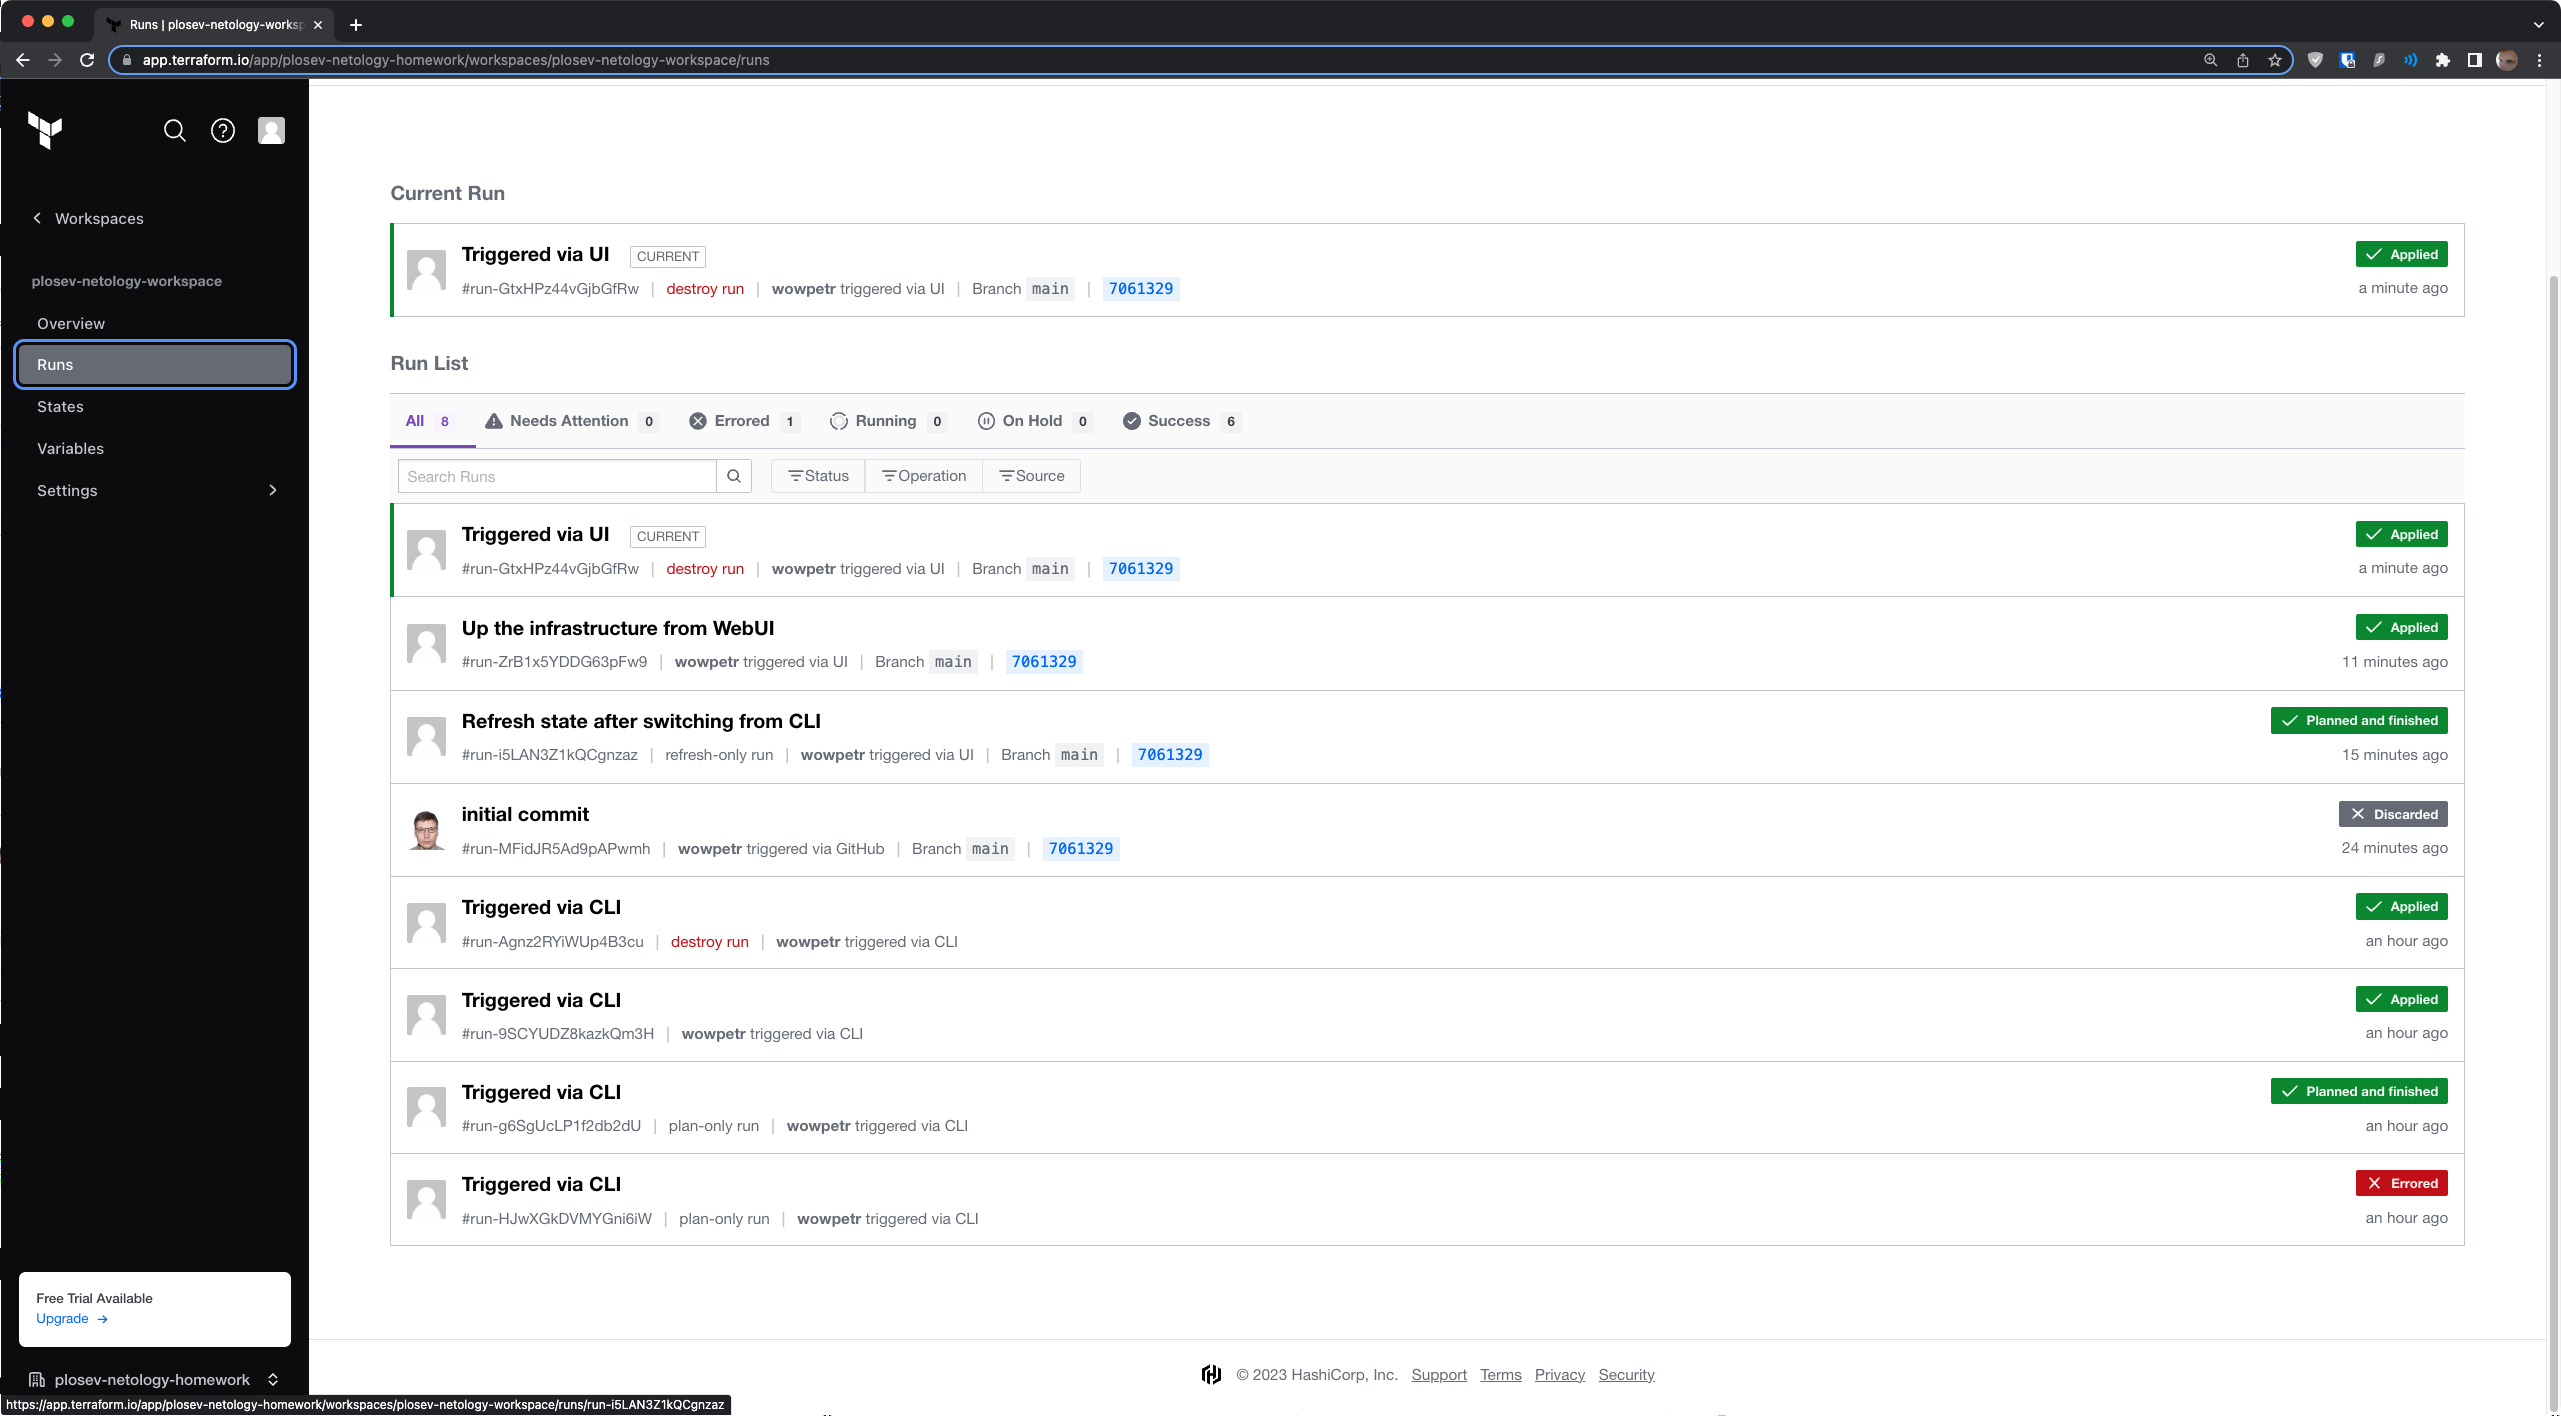 Runs | plosev-netology-worksp
app.terraform.io/app/plosev-netology-homework/workspaces/plosev-netology-workspace/runs
Workspaces
plosev-netology-workspace
Overview
Runs
States
Variables
Settings
Free Trial Available
Upgrade →
plosev-netology-homework
Current Run
Triggered via UI CURRENT Applied
#run-GtxHPz44vGjbGfRw | destroy run | wowpetr triggered via UI | Branch main | 7061329 a minute ago
Run List
All 8 Needs Attention 0 Errored 1 Running 0 On Hold 0 Success 6
Search Runs Status Operation Source
Triggered via UI CURRENT Applied
#run-GtxHPz44vGjbGfRw | destroy run | wowpetr triggered via UI | Branch main | 7061329 a minute ago
Up the infrastructure from WebUI Applied
#run-ZrB1x5YDDG63pFw9 | wowpetr triggered via UI | Branch main | 7061329 11 minutes ago
Refresh state after switching from CLI Planned and finished
#run-i5LAN3Z1kQCgnzaz | refresh-only run | wowpetr triggered via UI | Branch main | 7061329 15 minutes ago
initial commit Discarded
#run-MFidJR5Ad9pAPwmh | wowpetr triggered via GitHub | Branch main | 7061329 24 minutes ago
Triggered via CLI Applied
#run-Agnz2RYiWUp4B3cu | destroy run | wowpetr triggered via CLI an hour ago
Triggered via CLI Applied
#run-9SCYUDZ8kazkQm3H | wowpetr triggered via CLI an hour ago
Triggered via CLI Planned and finished
#run-g6SgUcLP1f2db2dU | plan-only run | wowpetr triggered via CLI an hour ago
Triggered via CLI Errored
#run-HJwXGkDVMYGni6iW | plan-only run | wowpetr triggered via CLI an hour ago
© 2023 HashiCorp, Inc. Support Terms Privacy Security
https://app.terraform.io/app/plosev-netology-homework/workspaces/plosev-netology-workspace/runs/run-i5LAN3Z1kQCgnzaz